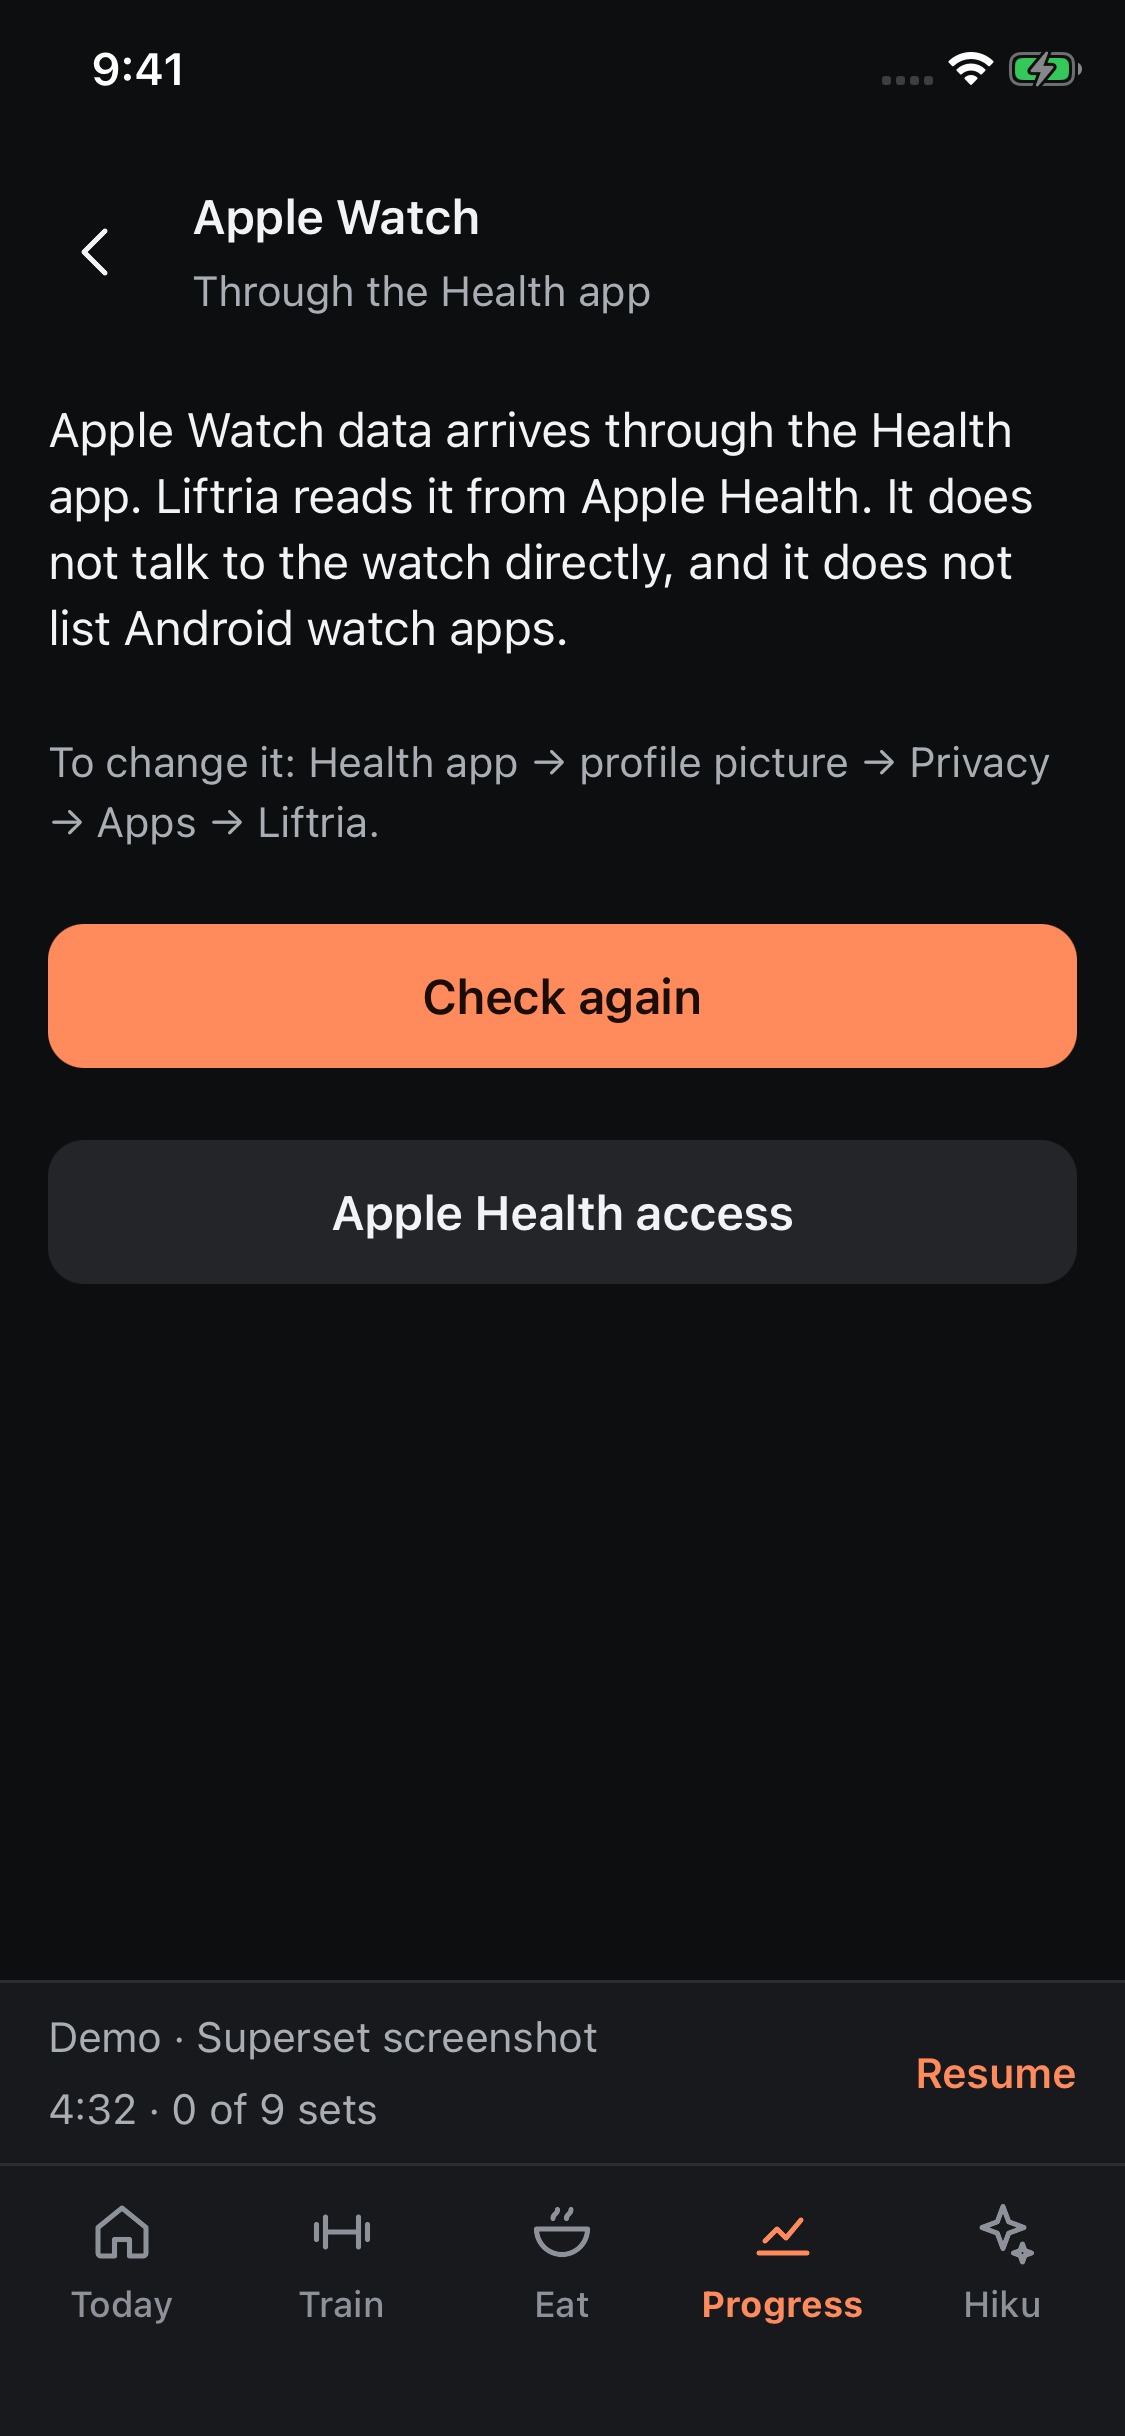 9:41
Apple Watch
Through the Health app
Apple Watch data arrives through the Health
app. Liftria reads it from Apple Health. It does
not talk to the watch directly, and it does not
list Android watch apps.
To change it: Health app → profile picture → Privacy
→ Apps → Liftria.
Check again
Apple Health access
Demo · Superset screenshot
4:32 · 0 of 9 sets
Resume
Today
Train
Eat
Progress
Hiku